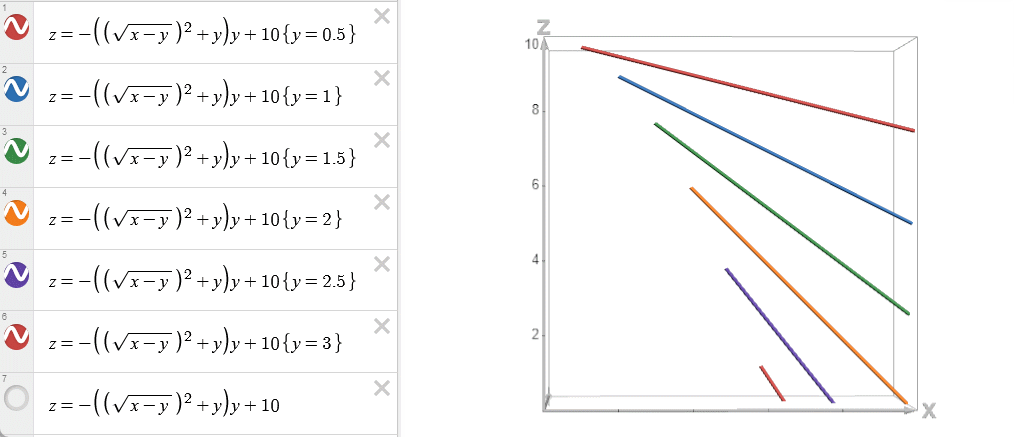 1
z = −((√x−y)² + y)y + 10{y = 0.5}
2
z = −((√x−y)² + y)y + 10{y = 1}
3
z = −((√x−y)² + y)y + 10{y = 1.5}
4
z = −((√x−y)² + y)y + 10{y = 2}
5
z = −((√x−y)² + y)y + 10{y = 2.5}
6
z = −((√x−y)² + y)y + 10{y = 3}
7
z = −((√x−y)² + y)y + 10
Z
10
8
6
4
2
X